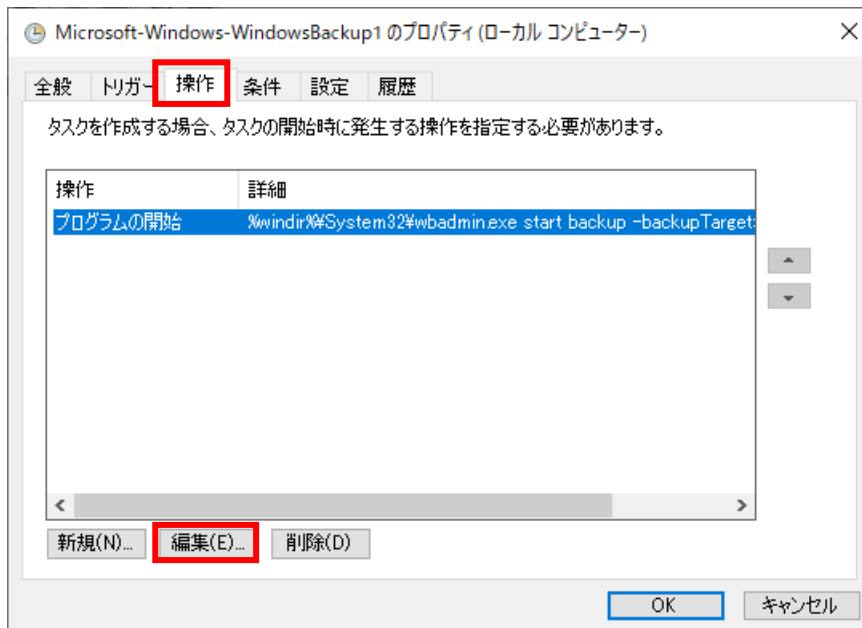 Microsoft-Windows-WindowsBackup1 のプロパティ (ローカル コンピューター)
全般 トリガー 操作 条件 設定 履歴
タスクを作成する場合、タスクの開始時に発生する操作を指定する必要があります。
操作 詳細
プログラムの開始 %windir%¥System32¥wbadmin.exe start backup -backupTarget:
新規(N)... 編集(E)... 削除(D)
OK キャンセル